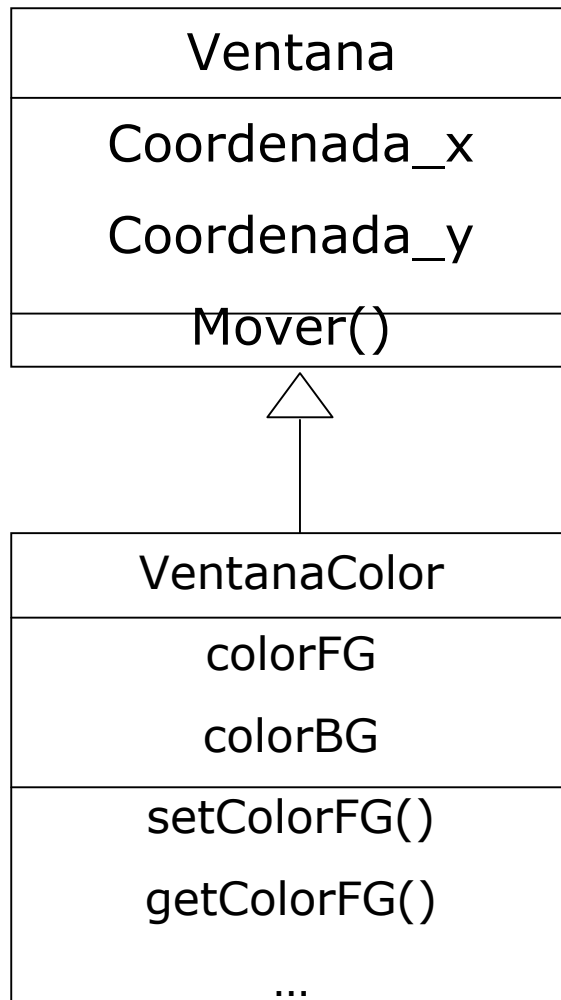 Ventana
Coordenada_x
Coordenada_y
Mover()
VentanaColor
colorFG
colorBG
setColorFG()
getColorFG()
...